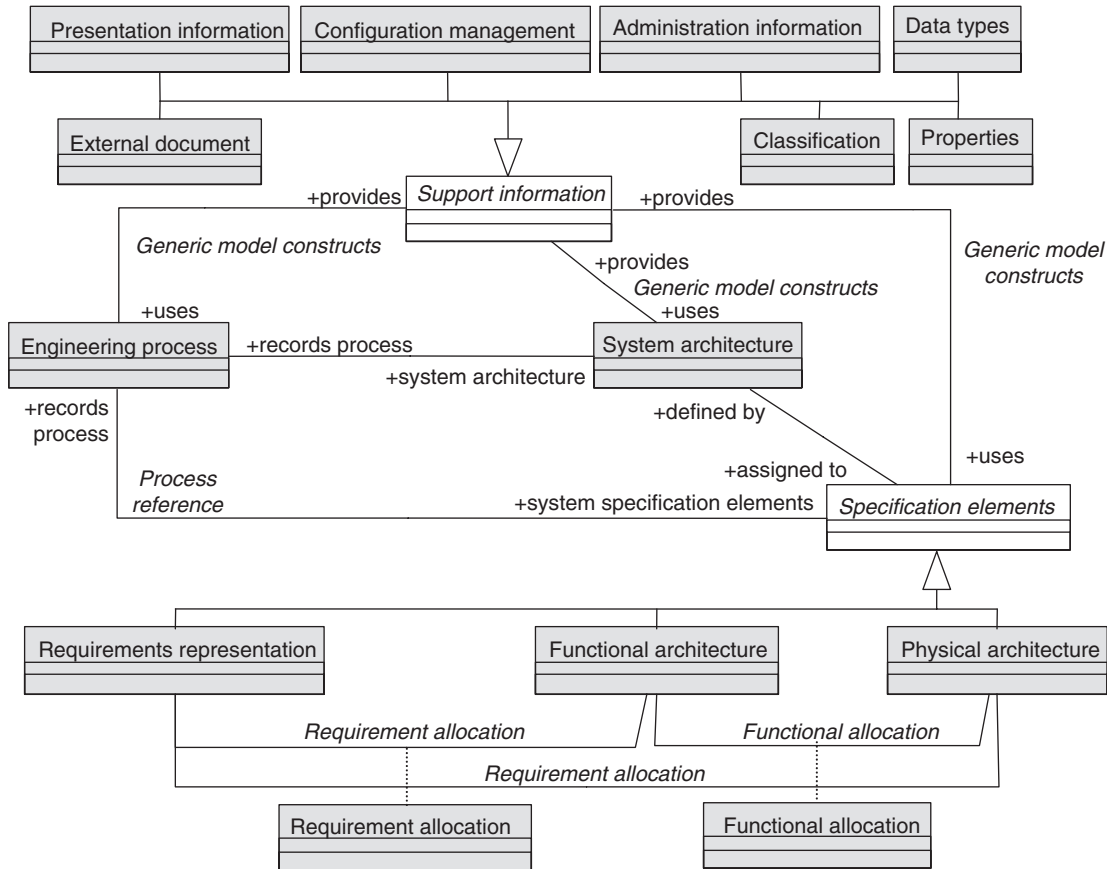 Presentation information
Configuration management
Administration information
Data types
External document
Classification
Properties
Support information
+provides
+provides
Generic model constructs
+provides
Generic model constructs
Generic model
constructs
+uses
+uses
Engineering process
+records process
System architecture
+system architecture
+records
process
+defined by
+uses
+assigned to
Process
reference
+system specification elements
Specification elements
Requirements representation
Functional architecture
Physical architecture
Requirement allocation
Functional allocation
Requirement allocation
Requirement allocation
Functional allocation